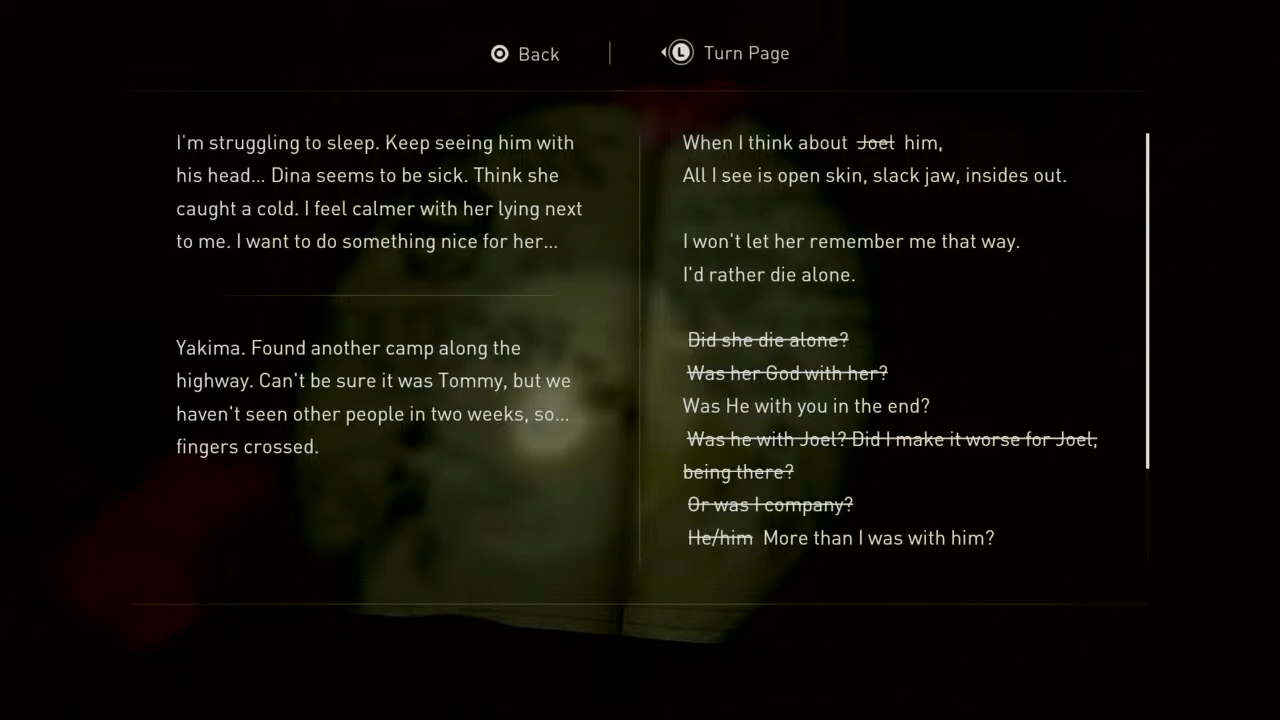 Back
L Turn Page
I'm struggling to sleep. Keep seeing him with
his head... Dina seems to be sick. Think she
caught a cold. I feel calmer with her lying next
to me. I want to do something nice for her...
Yakima. Found another camp along the
highway. Can't be sure it was Tommy, but we
haven't seen other people in two weeks, so...
fingers crossed.
When I think about Joel him,
All I see is open skin, slack jaw, insides out.
I won't let her remember me that way.
I'd rather die alone.
Did she die alone?
Was her God with her?
Was He with you in the end?
Was he with Joel? Did I make it worse for Joel,
being there?
Or was I company?
He/him More than I was with him?